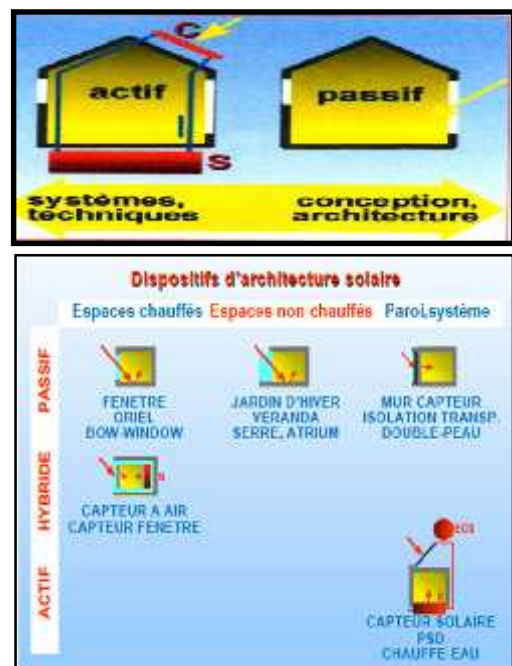 C
actif
passif
S
systèmes, conception,
techniques architecture
Dispositifs d'architecture solaire
Espaces chauffés Espaces non chauffés Paroi,système
PASSIF
FENETRE
ORIEL
BOW-WINDOW
JARDIN D'HIVER
VERANDA
SERRE, ATRIUM
MUR CAPTEUR
ISOLATION TRANSP.
DOUBLE-PEAU
HYBRIDE
CAPTEUR A AIR
CAPTEUR FENETRE
ACTIF
ECS
CAPTEUR SOLAIRE
PSD
CHAUFFE EAU